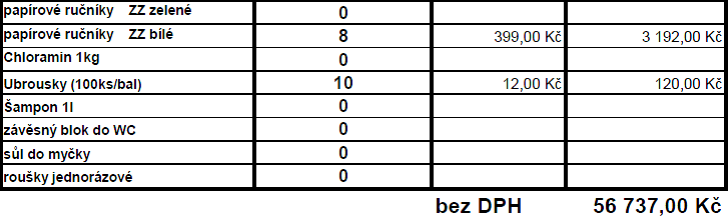 papírové ručníky ZZ zelené 0
papírové ručníky ZZ bílé 8 399,00 Kč 3 192,00 Kč
Chloramin 1kg 0
Ubrousky (100ks/bal) 10 12,00 Kč 120,00 Kč
Šampon 1l 0
závěsný blok do WC 0
sůl do myčky 0
roušky jednorázové 0
bez DPH 56 737,00 Kč